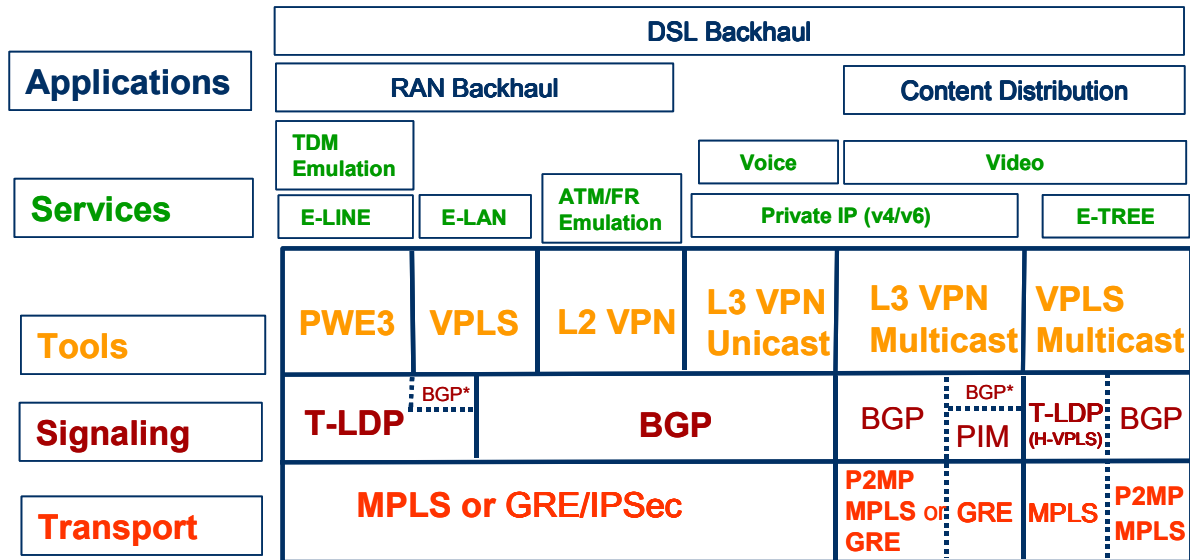 DSL Backhaul
Applications
RAN Backhaul
Content Distribution
TDM
Emulation
Voice
Video
Services
E-LINE
E-LAN
ATM/FR
Emulation
Private IP (v4/v6)
E-TREE
Tools
PWE3
VPLS
L2 VPN
L3 VPN
Unicast
L3 VPN
Multicast
VPLS
Multicast
Signaling
T-LDP
BGP*
BGP
BGP
BGP*
PIM
T-LDP
(H-VPLS)
BGP
Transport
MPLS or GRE/IPSec
P2MP
MPLS or
GRE
GRE
MPLS
P2MP
MPLS